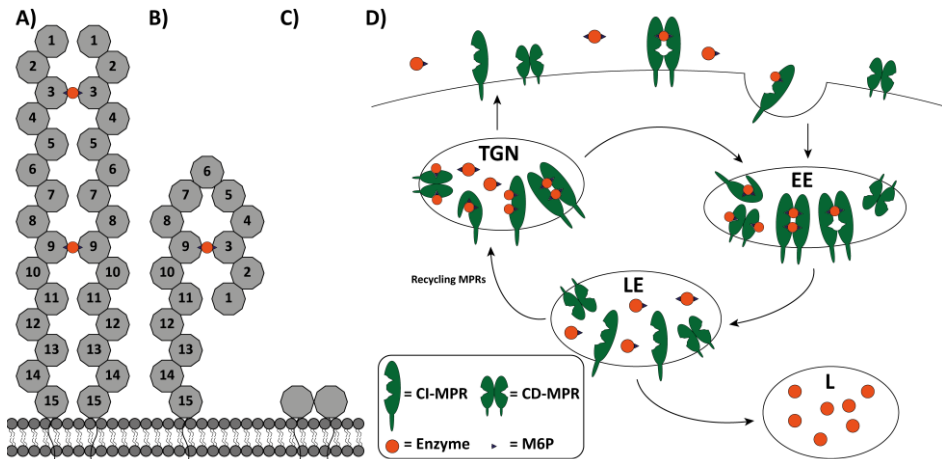 A)
1 1
2 2
3 3
4 4
5 5
6 6
7 7
8 8
9 9
10 10
11 11
12 12
13 13
14 14
15 15
B)
6
7 5
8 4
9 3
10 2
11 1
12
13
14
15
C)
D)
TGN
EE
Recycling MPRs
LE
L
= CI-MPR
= CD-MPR
= Enzyme
= M6P